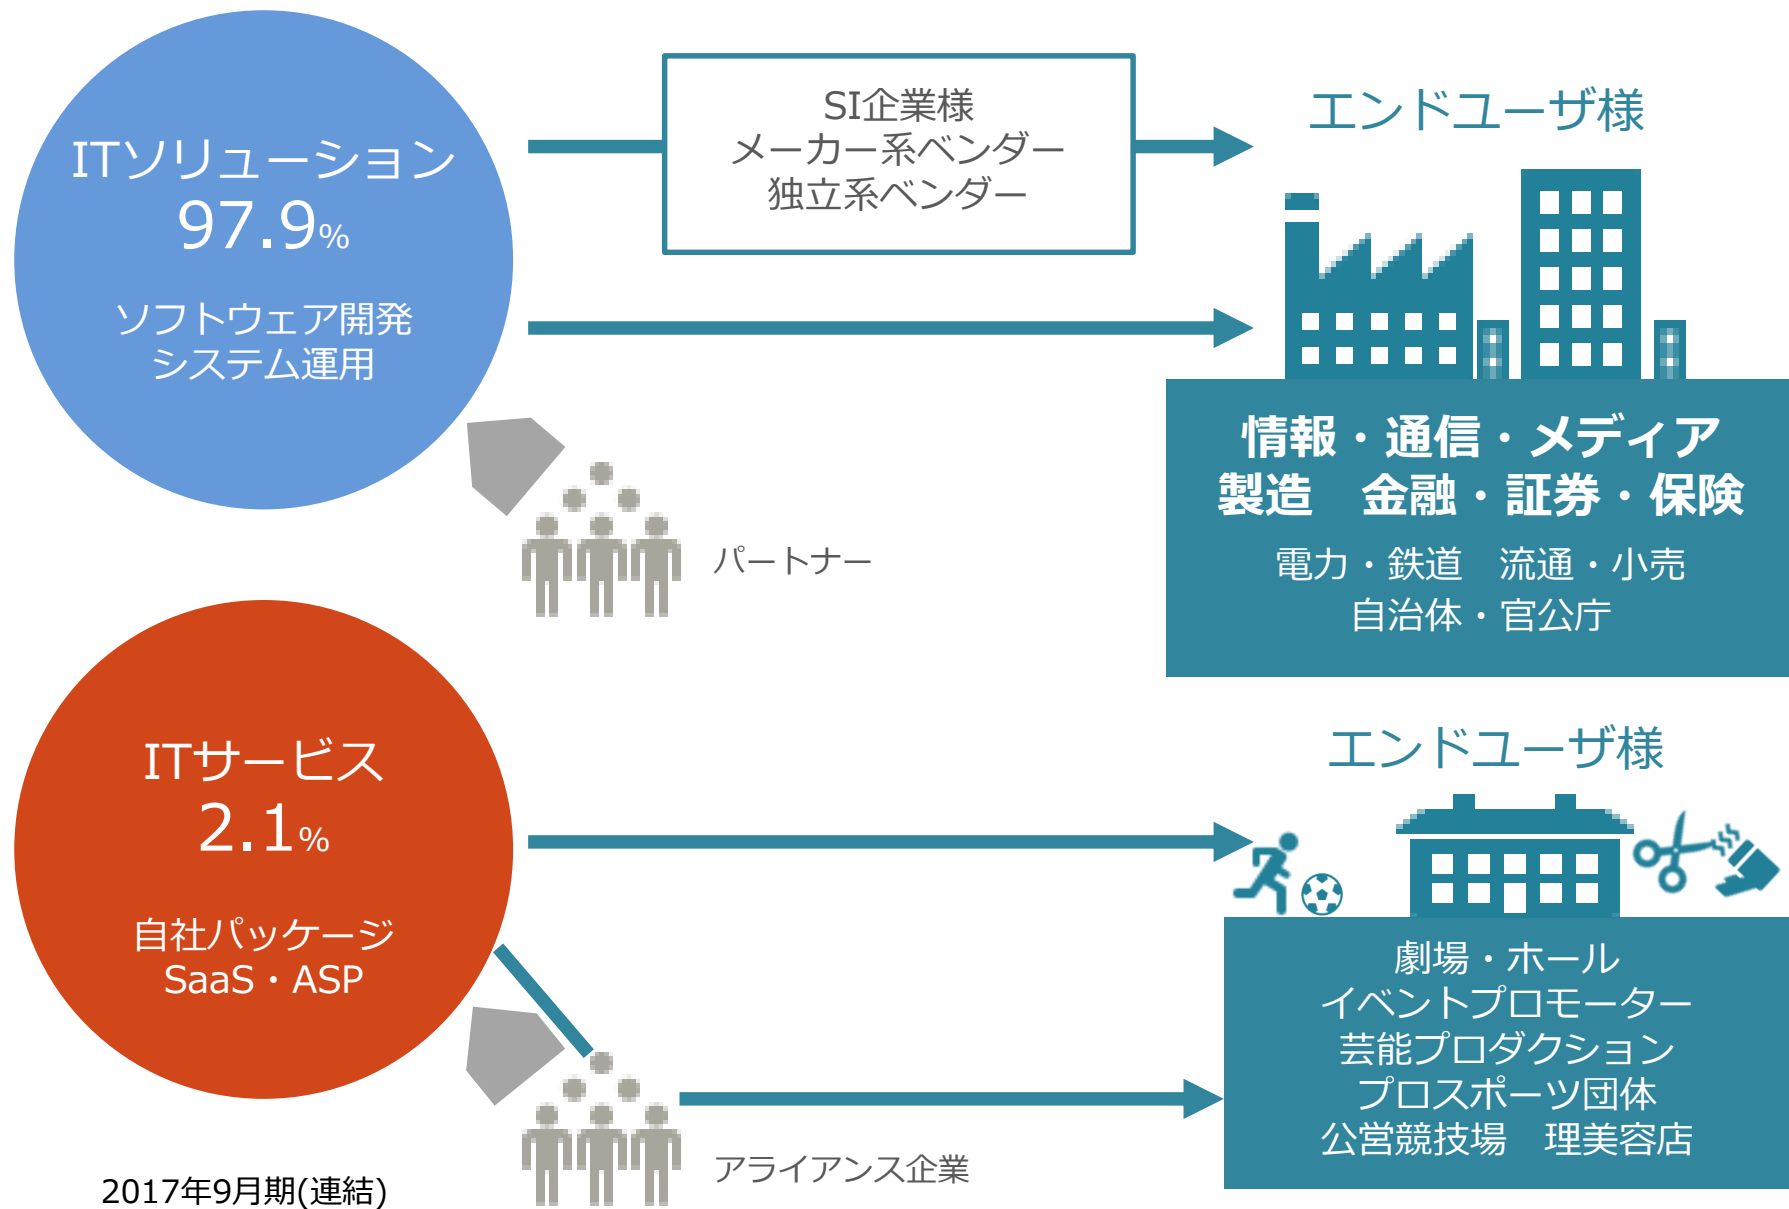 ITソリューション
97.9%
ソフトウェア開発
システム運用
SI企業様
メーカー系ベンダー
独立系ベンダー
エンドユーザ様
情報・通信・メディア
製造　金融・証券・保険
電力・鉄道　流通・小売
自治体・官公庁
パートナー
ITサービス
2.1%
自社パッケージ
SaaS・ASP
エンドユーザ様
劇場・ホール
イベントプロモーター
芸能プロダクション
プロスポーツ団体
公営競技場　理美容店
アライアンス企業
2017年9月期(連結)